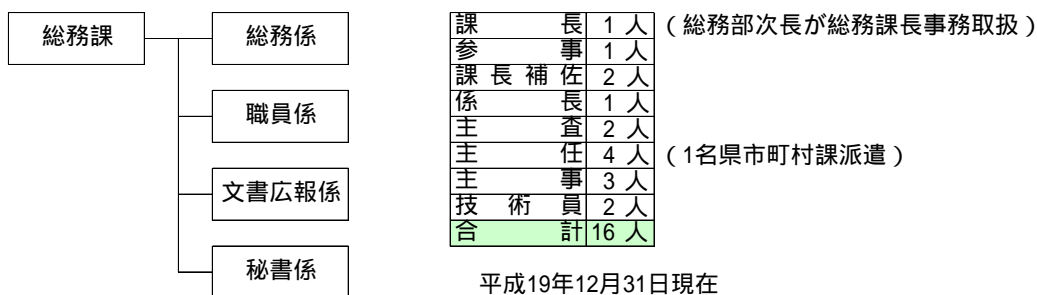 総務課
総務係
職員係
文書広報係
秘書係
課長 1 人 (総務部次長が総務課長事務取扱)
参事 1 人
課長補佐 2 人
係長 1 人
主査 2 人
主任 4 人 (1名県市町村課派遣)
主事 3 人
技術員 2 人
合計 16 人
平成19年12月31日現在